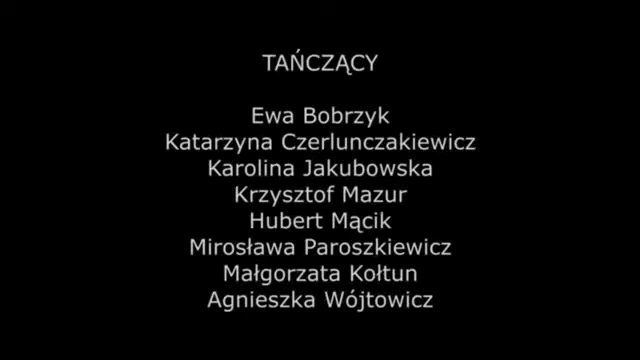 TAŃCZĄCY
Ewa Bobrzyk
Katarzyna Czerlunczakiewicz
Karolina Jakubowska
Krzysztof Mazur
Hubert Mącik
Mirosława Paroszkiewicz
Małgorzata Kołtun
Agnieszka Wójtowicz